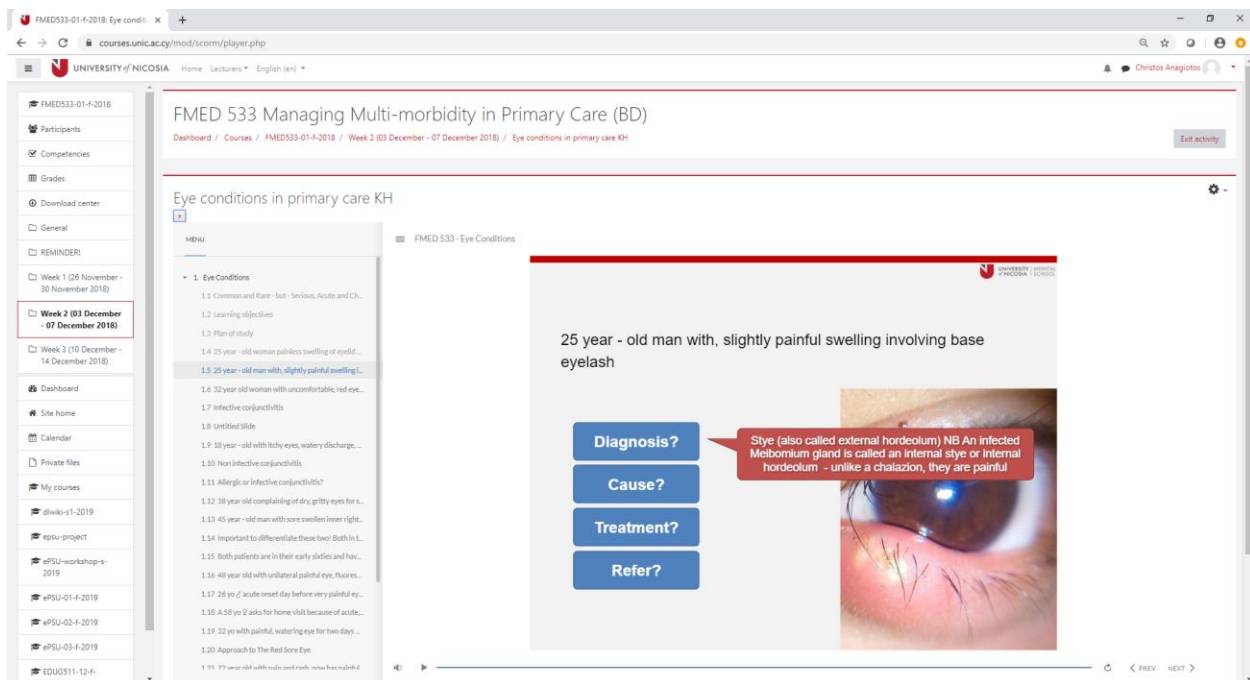 FMED533-01-f-2018: Eye conditi
courses.unic.ac.cy/mod/scorm/player.php
UNIVERSITY of NICOSIA Home Lecturers English (en)
Christos Anagiotos
FMED533-01-f-2018
Participants
Competencies
Grades
Download center
General
REMINDER!
Week 1 (26 November -
30 November 2018)
Week 2 (03 December
- 07 December 2018)
Week 3 (10 December -
14 December 2018)
Dashboard
Site home
Calendar
Private files
My courses
dlwiki-s1-2019
epsu-project
ePSU-workshop-s-
2019
ePSU-01-f-2019
ePSU-02-f-2019
ePSU-03-f-2019
EDUG511-12-f-
FMED 533 Managing Multi-morbidity in Primary Care (BD)
Dashboard / Courses / FMED533-01-f-2018 / Week 2 (03 December - 07 December 2018) / Eye conditions in primary care KH
Exit activity
Eye conditions in primary care KH
MENU
1. Eye Conditions
1.1 Common and Rare - but - Serious, Acute and Ch...
1.2 Learning objectives
1.3 Plan of study
1.4 25 year - old woman painless swelling of eyelid ...
1.5 25 year - old man with, slightly painful swelling i...
1.6 32 year old woman with uncomfortable, red eye...
1.7 Infective conjunctivitis
1.8 Untitled Slide
1.9 18 year - old with itchy eyes, watery discharge, ...
1.10 Non infective conjunctivitis
1.11 Allergic or infective conjunctivitis?
1.12 38 year old complaining of dry, gritty eyes for s...
1.13 45 year - old man with sore swollen inner right...
1.14 Important to differentiate these two! Both in t...
1.15 Both patients are in their early sixties and hav...
1.16 48 year old with unilateral painful eye, fluores...
1.17 26 yo ♂ acute onset day before very painful ey...
1.18 A 58 yo ♀ asks for home visit because of acute,...
1.19 32 yo with painful, watering eye for two days ...
1.20 Approach to The Red Sore Eye
FMED 533 - Eye Conditions
UNIVERSITY MEDICAL
of NICOSIA SCHOOL
25 year - old man with, slightly painful swelling involving base
eyelash
Diagnosis?
Cause?
Treatment?
Refer?
Stye (also called external hordeolum) NB An infected
Meibomium gland is called an internal stye or internal
hordeolum - unlike a chalazion, they are painful
PREV NEXT